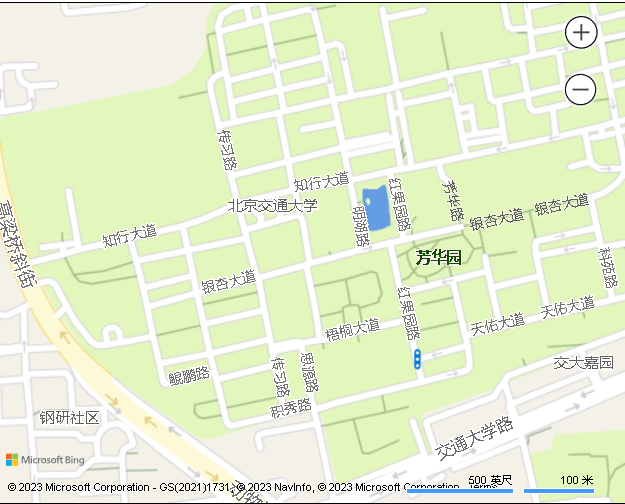 传习路
知行大道
北京交通大学
红果园路
明湖路
芳华路
银杏大道
银杏大道
知行大道
高梁桥斜街
芳华园
科苑路
银杏大道
红果园路
天佑大道
天佑大道
梧桐大道
鲲鹏路
传习路
思源路
积秀路
交大嘉园
钢研社区
交通大学路
Microsoft Bing
500 英尺
100 米
© 2023 Microsoft Corporation - GS(2021)1731- © 2023 NavInfo, © 2023 Microsoft Corporation Terms